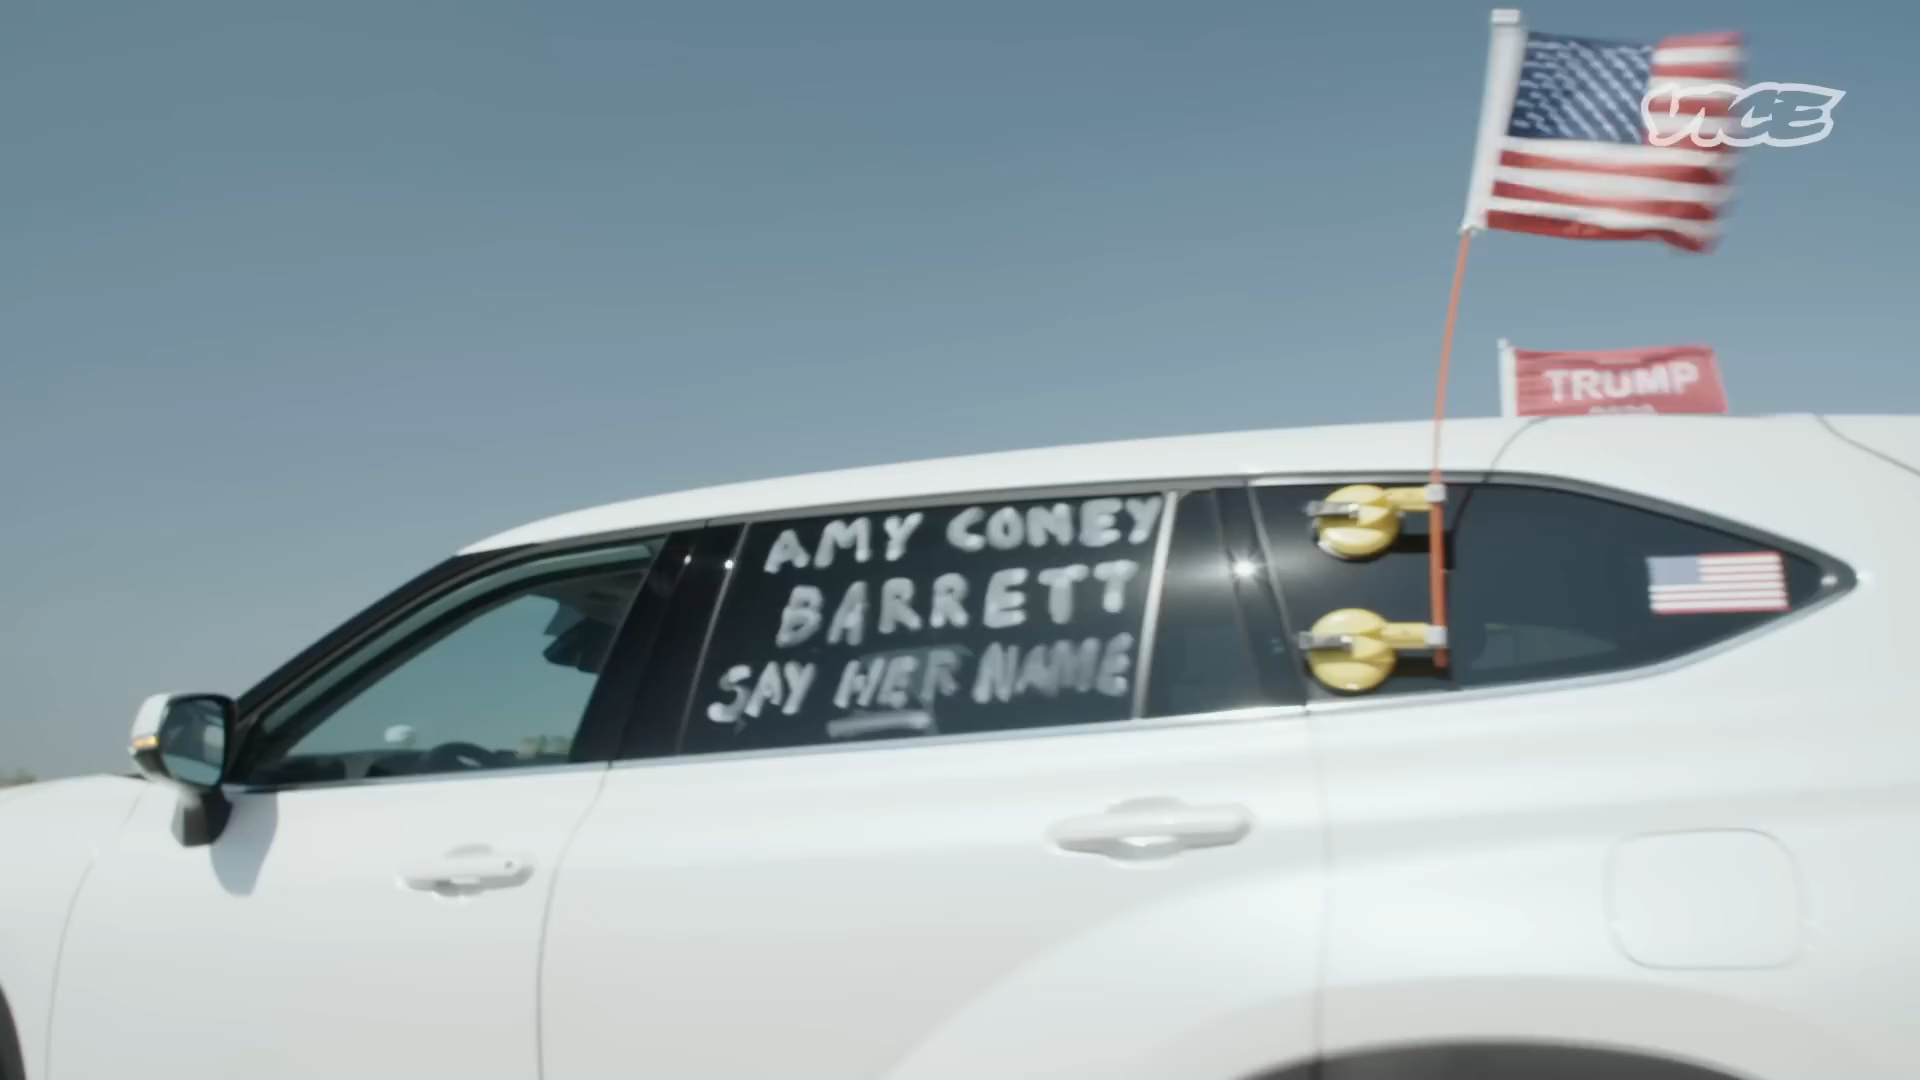 VICE
TRUMP
AMY CONEY
BARRETT
SAY HER NAME